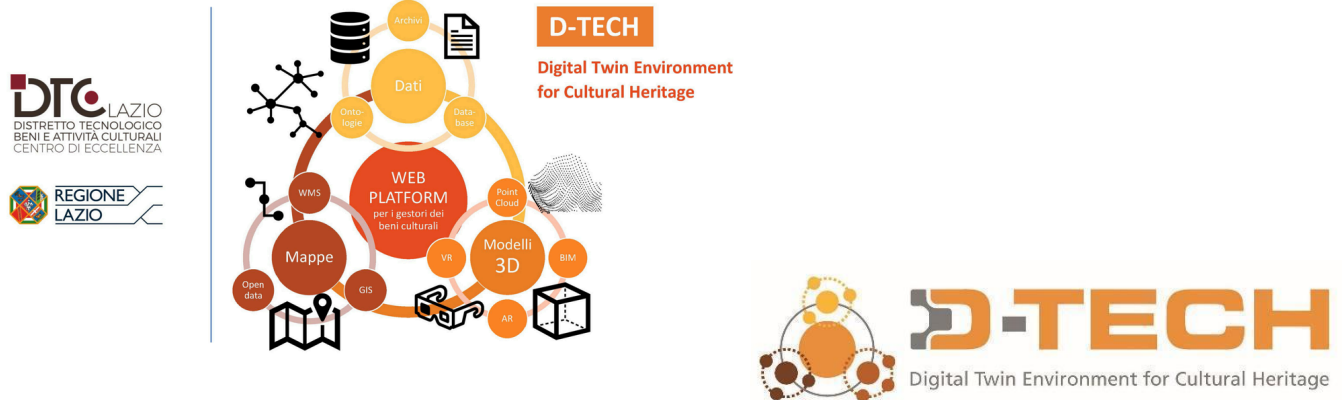 DTC LAZIO
DISTRETTO TECNOLOGICO
BENI E ATTIVITÀ CULTURALI
CENTRO DI ECCELLENZA
REGIONE
LAZIO
Archivi
Dati
Onto-
logie
Data-
base
WEB
PLATFORM
per i gestori dei
beni culturali
WMS
Mappe
Open
data
GIS
Point
Cloud
Modelli
3D
VR
BIM
AR
D-TECH
Digital Twin Environment
for Cultural Heritage
D-TECH
Digital Twin Environment for Cultural Heritage